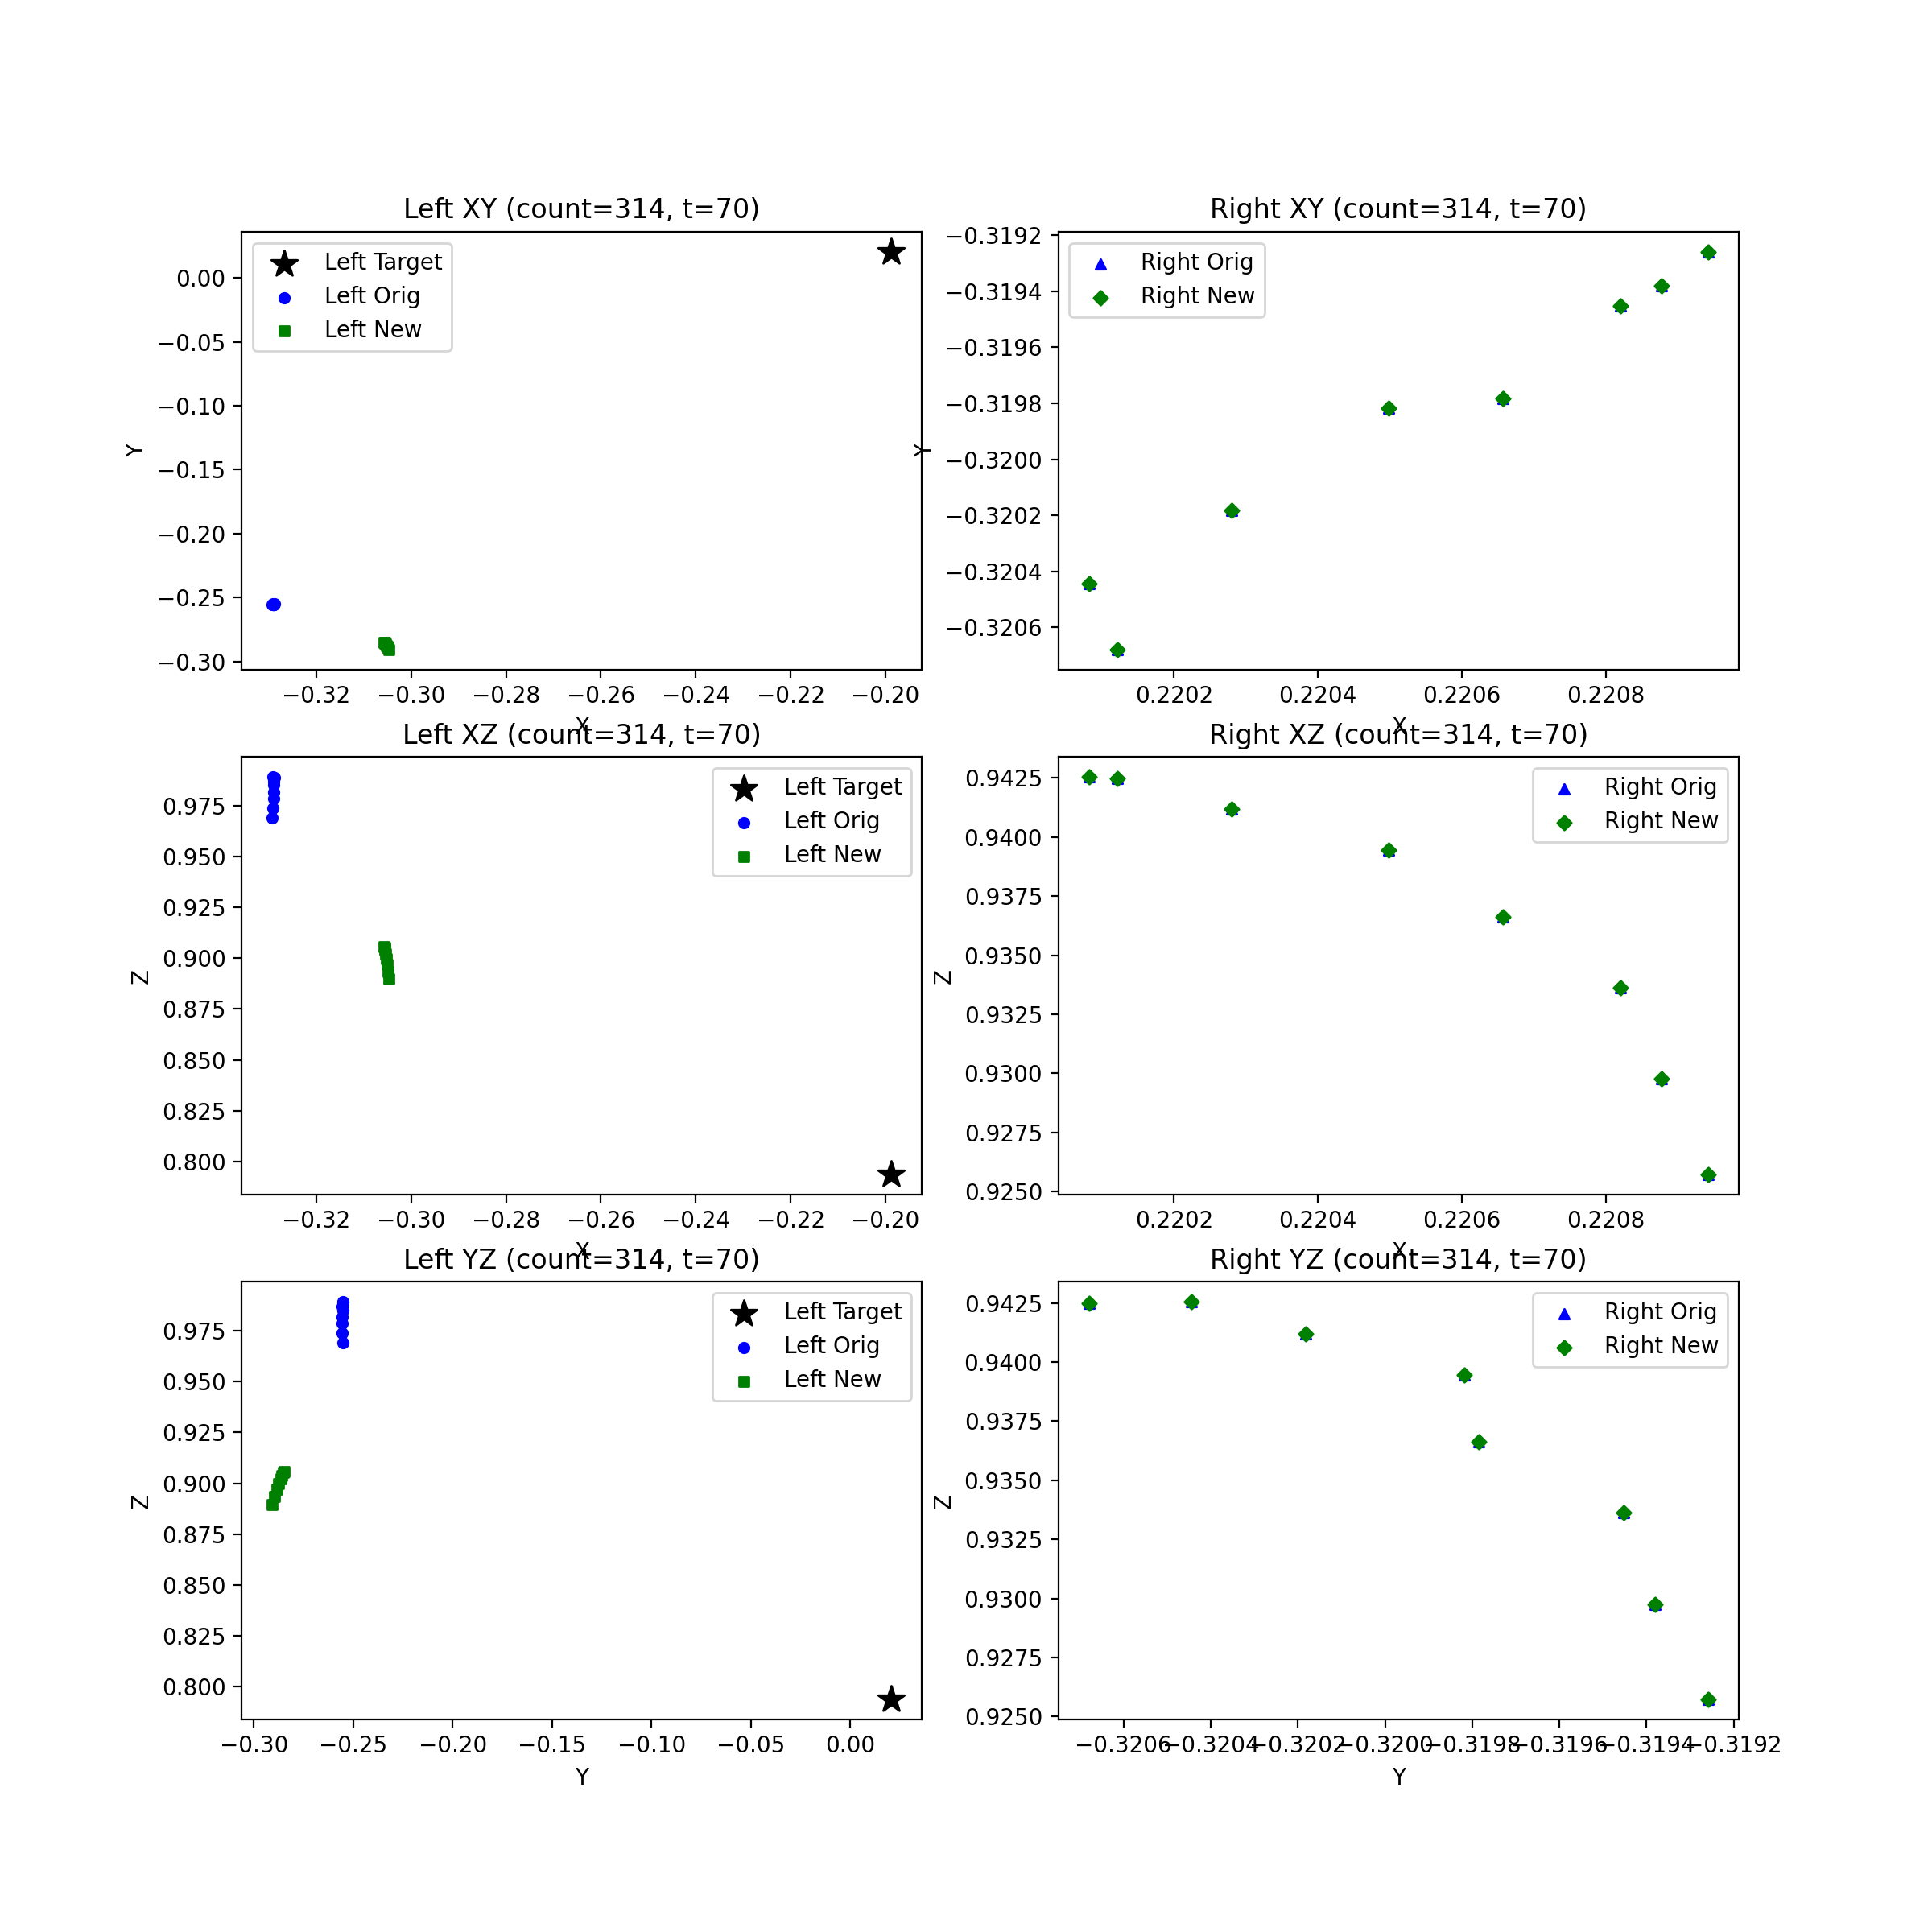 Left XY (count=314, t=70)
Left Target
Left Orig
Left New
0.00
−0.05
−0.10
−0.15
−0.20
−0.25
−0.30
Y
−0.32
−0.30
−0.28
−0.26
−0.24
−0.22
−0.20
X
Right XY (count=314, t=70)
Right Orig
Right New
−0.3192
−0.3194
−0.3196
−0.3198
−0.3200
−0.3202
−0.3204
−0.3206
Y
0.2202
0.2204
0.2206
0.2208
X
Left XZ (count=314, t=70)
Left Target
Left Orig
Left New
0.975
0.950
0.925
0.900
0.875
0.850
0.825
0.800
Z
−0.32
−0.30
−0.28
−0.26
−0.24
−0.22
−0.20
X
Right XZ (count=314, t=70)
Right Orig
Right New
0.9425
0.9400
0.9375
0.9350
0.9325
0.9300
0.9275
0.9250
Z
0.2202
0.2204
0.2206
0.2208
X
Left YZ (count=314, t=70)
Left Target
Left Orig
Left New
0.975
0.950
0.925
0.900
0.875
0.850
0.825
0.800
Z
−0.30
−0.25
−0.20
−0.15
−0.10
−0.05
0.00
Y
Right YZ (count=314, t=70)
Right Orig
Right New
0.9425
0.9400
0.9375
0.9350
0.9325
0.9300
0.9275
0.9250
Z
−0.3206
−0.3204
−0.3202
−0.3200
−0.3198
−0.3196
−0.3194
−0.3192
Y